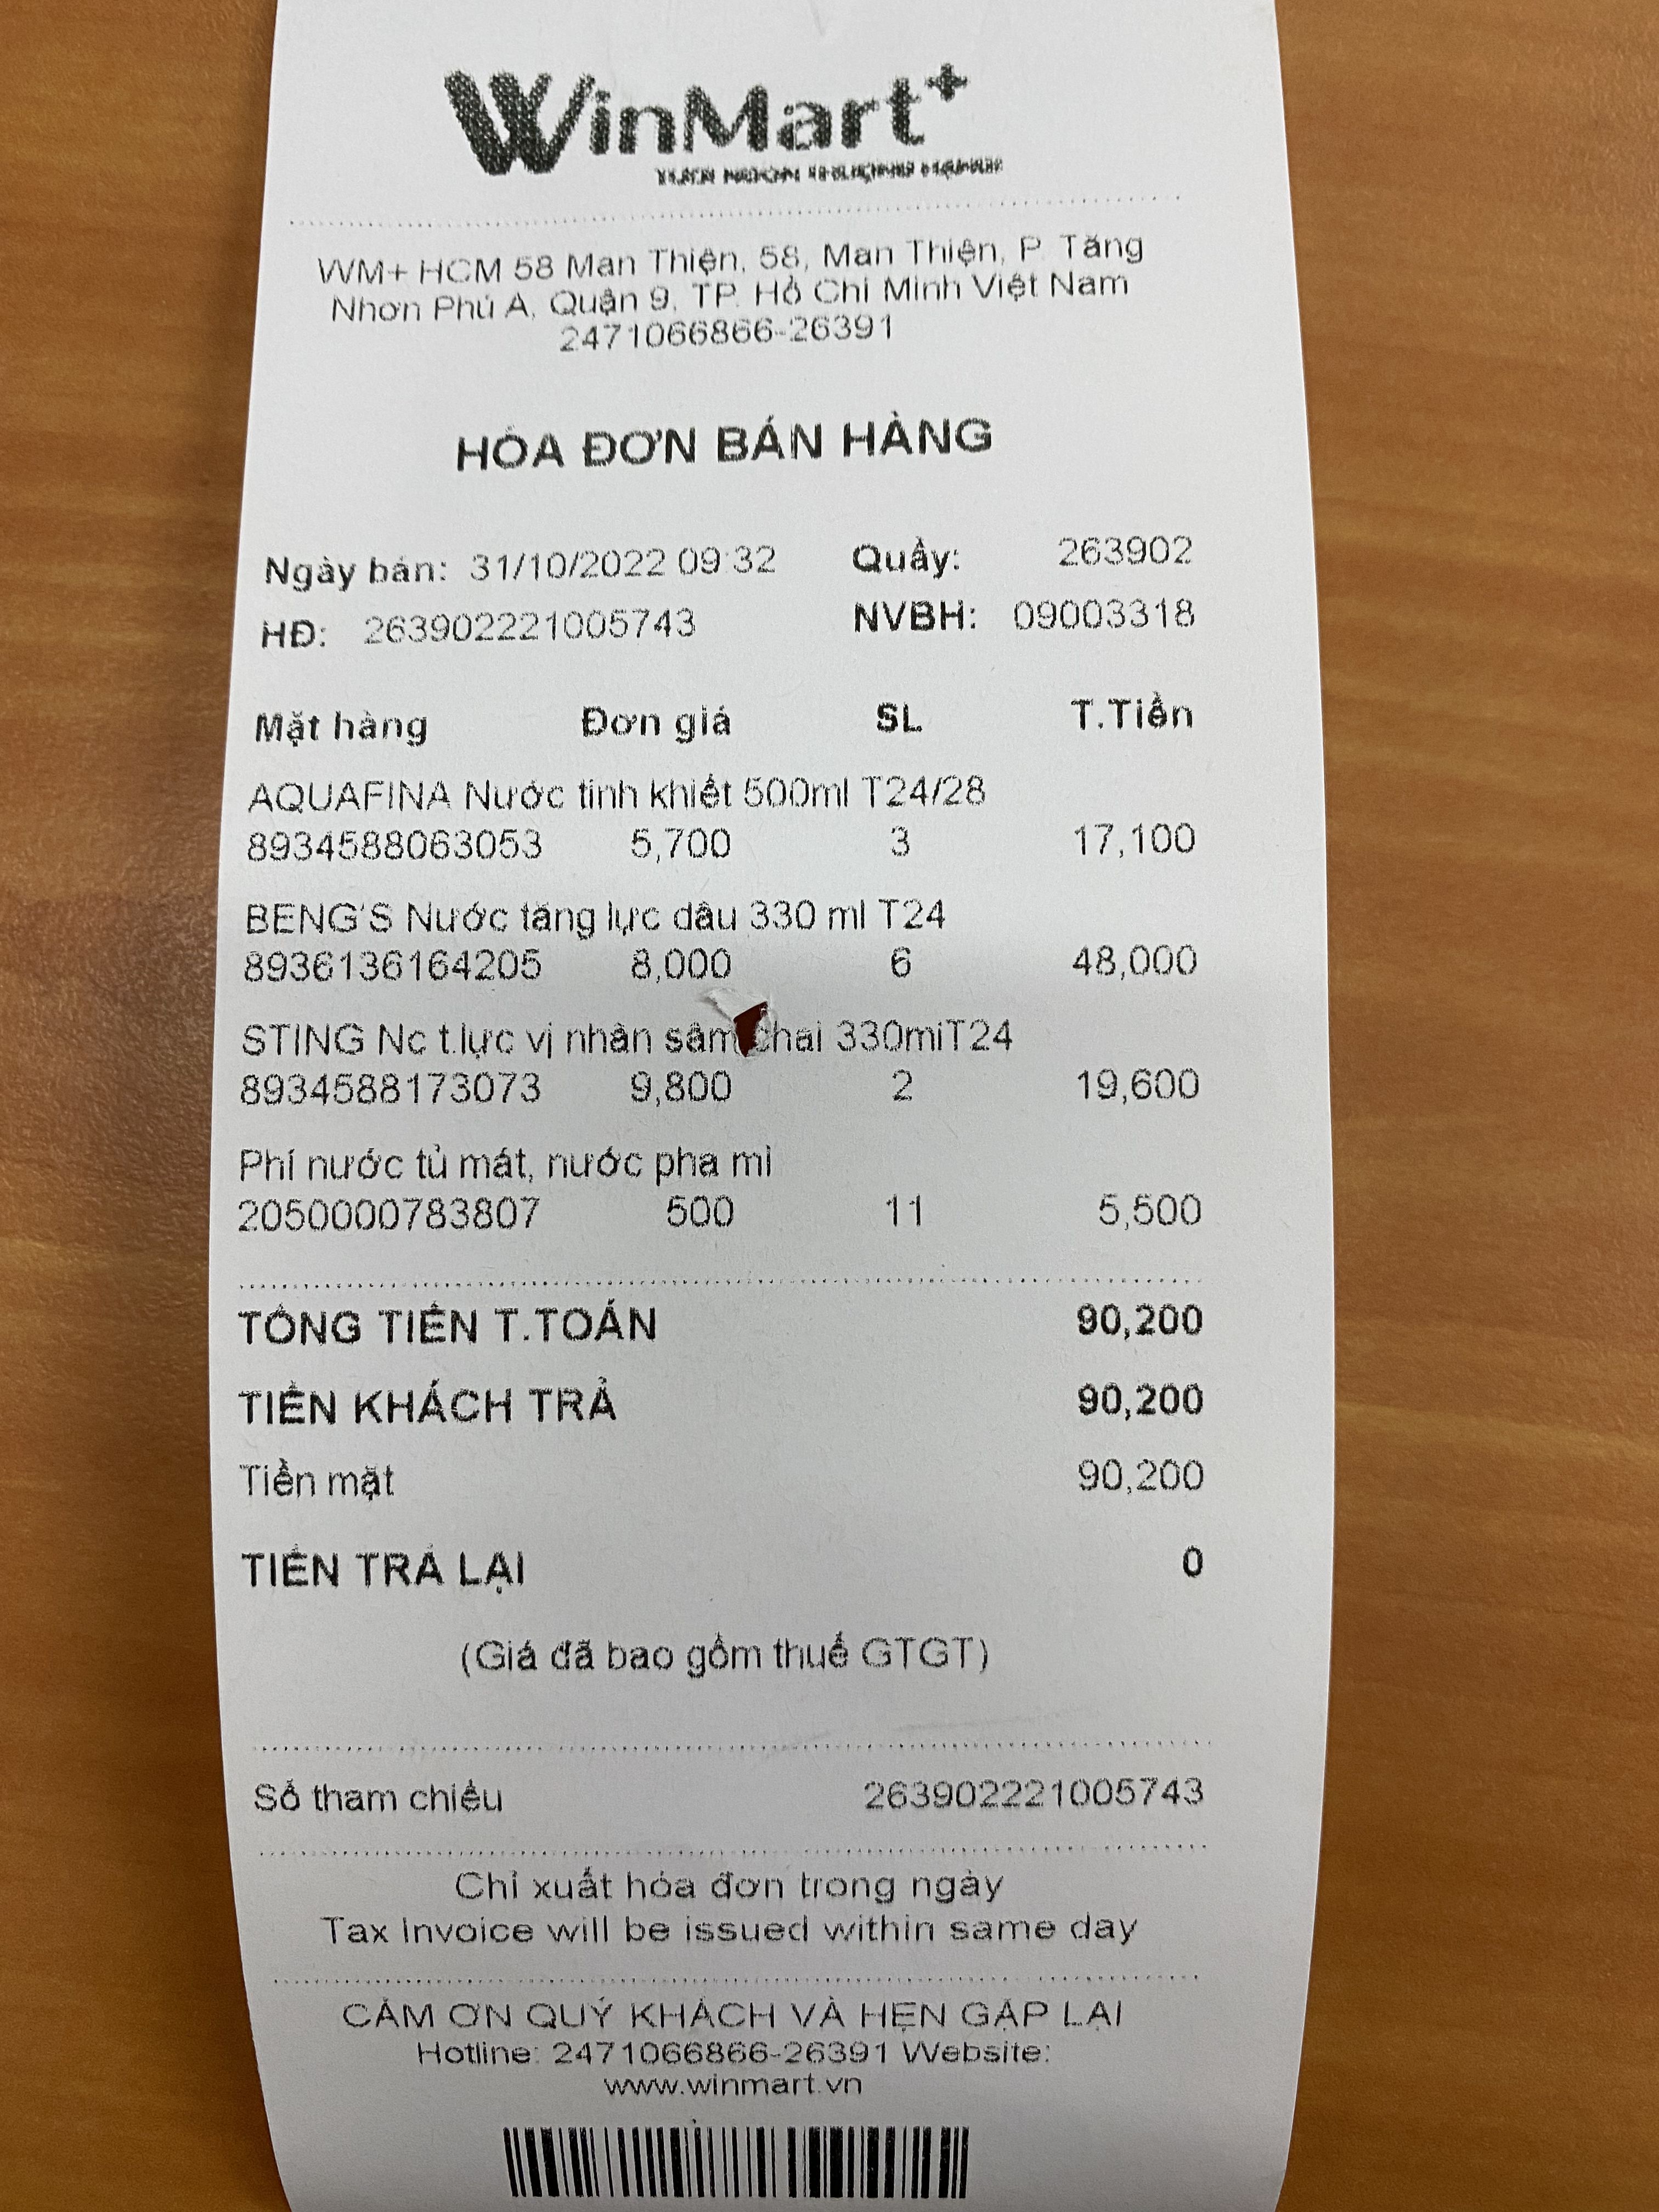 WinMart+
WM+ HCM 58 Man Thiện, 58, Man Thiện, P. Tăng
Nhơn Phú A, Quận 9, TP. Hồ Chí Minh Việt Nam
2471066866-26391
HÓA ĐƠN BÁN HÀNG
Ngày bán: 31/10/2022 09:32 Quầy: 263902
HĐ: 263902221005743 NVBH: 09003318
Mặt hàng Đơn giá SL T.Tiền
AQUAFINA Nước tinh khiết 500ml T24/28
8934588063053 5,700 3 17,100
BENG'S Nước tăng lực dâu 330 ml T24
8936136164205 8,000 6 48,000
STING Nc t.lực vị nhân sâm chai 330mlT24
8934588173073 9,800 2 19,600
Phí nước tủ mát, nước pha mì
2050000783807 500 11 5,500
TỔNG TIỀN T.TOÁN 90,200
TIỀN KHÁCH TRẢ 90,200
Tiền mặt 90,200
TIỀN TRẢ LẠI 0
(Giá đã bao gồm thuế GTGT)
Số tham chiếu 263902221005743
Chỉ xuất hóa đơn trong ngày
Tax Invoice will be issued within same day
CẢM ƠN QUÝ KHÁCH VÀ HẸN GẶP LẠI
Hotline: 2471066866-26391 Website:
www.winmart.vn